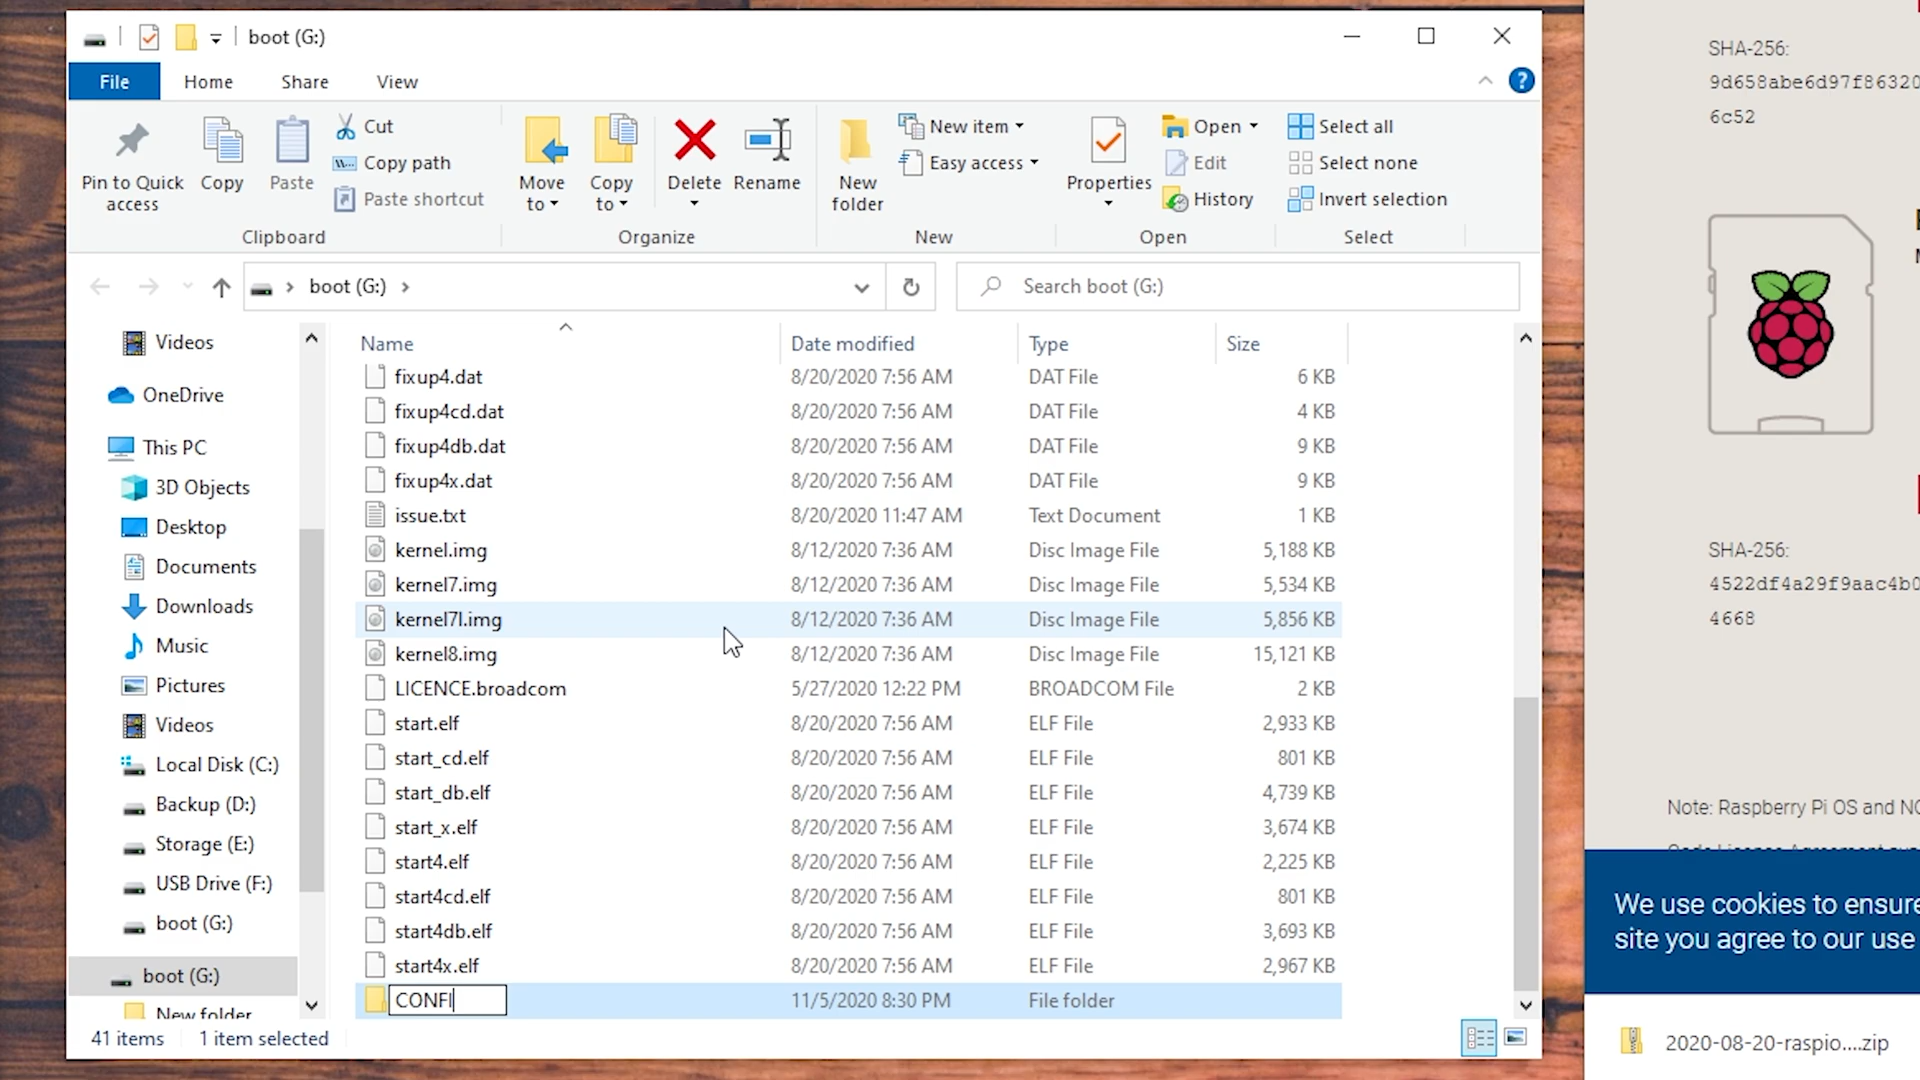 boot (G:)
File
Home
Share
View
Pin to Quick
access
Copy
Paste
Cut
Copy path
Paste shortcut
Clipboard
Move
to
Copy
to
Delete
Rename
Organize
New
folder
New item
Easy access
New
Properties
Open
Edit
History
Open
Select all
Select none
Invert selection
Select
boot (G:)
Search boot (G:)
Videos
OneDrive
This PC
3D Objects
Desktop
Documents
Downloads
Music
Pictures
Videos
Local Disk (C:)
Backup (D:)
Storage (E:)
USB Drive (F:)
boot (G:)
boot (G:)
New folder
Name Date modified Type Size
fixup4.dat 8/20/2020 7:56 AM DAT File 6 KB
fixup4cd.dat 8/20/2020 7:56 AM DAT File 4 KB
fixup4db.dat 8/20/2020 7:56 AM DAT File 9 KB
fixup4x.dat 8/20/2020 7:56 AM DAT File 9 KB
issue.txt 8/20/2020 11:47 AM Text Document 1 KB
kernel.img 8/12/2020 7:36 AM Disc Image File 5,188 KB
kernel7.img 8/12/2020 7:36 AM Disc Image File 5,534 KB
kernel7l.img 8/12/2020 7:36 AM Disc Image File 5,856 KB
kernel8.img 8/12/2020 7:36 AM Disc Image File 15,121 KB
LICENCE.broadcom 5/27/2020 12:22 PM BROADCOM File 2 KB
start.elf 8/20/2020 7:56 AM ELF File 2,933 KB
start_cd.elf 8/20/2020 7:56 AM ELF File 801 KB
start_db.elf 8/20/2020 7:56 AM ELF File 4,739 KB
start_x.elf 8/20/2020 7:56 AM ELF File 3,674 KB
start4.elf 8/20/2020 7:56 AM ELF File 2,225 KB
start4cd.elf 8/20/2020 7:56 AM ELF File 801 KB
start4db.elf 8/20/2020 7:56 AM ELF File 3,693 KB
start4x.elf 8/20/2020 7:56 AM ELF File 2,967 KB
CONFI 11/5/2020 8:30 PM File folder
41 items 1 item selected
SHA-256:
9d658abe6d97f86320
6c52
SHA-256:
4522df4a29f9aac4b0
4668
Note: Raspberry Pi OS and NO
We use cookies to ensure
site you agree to our use
2020-08-20-raspio....zip